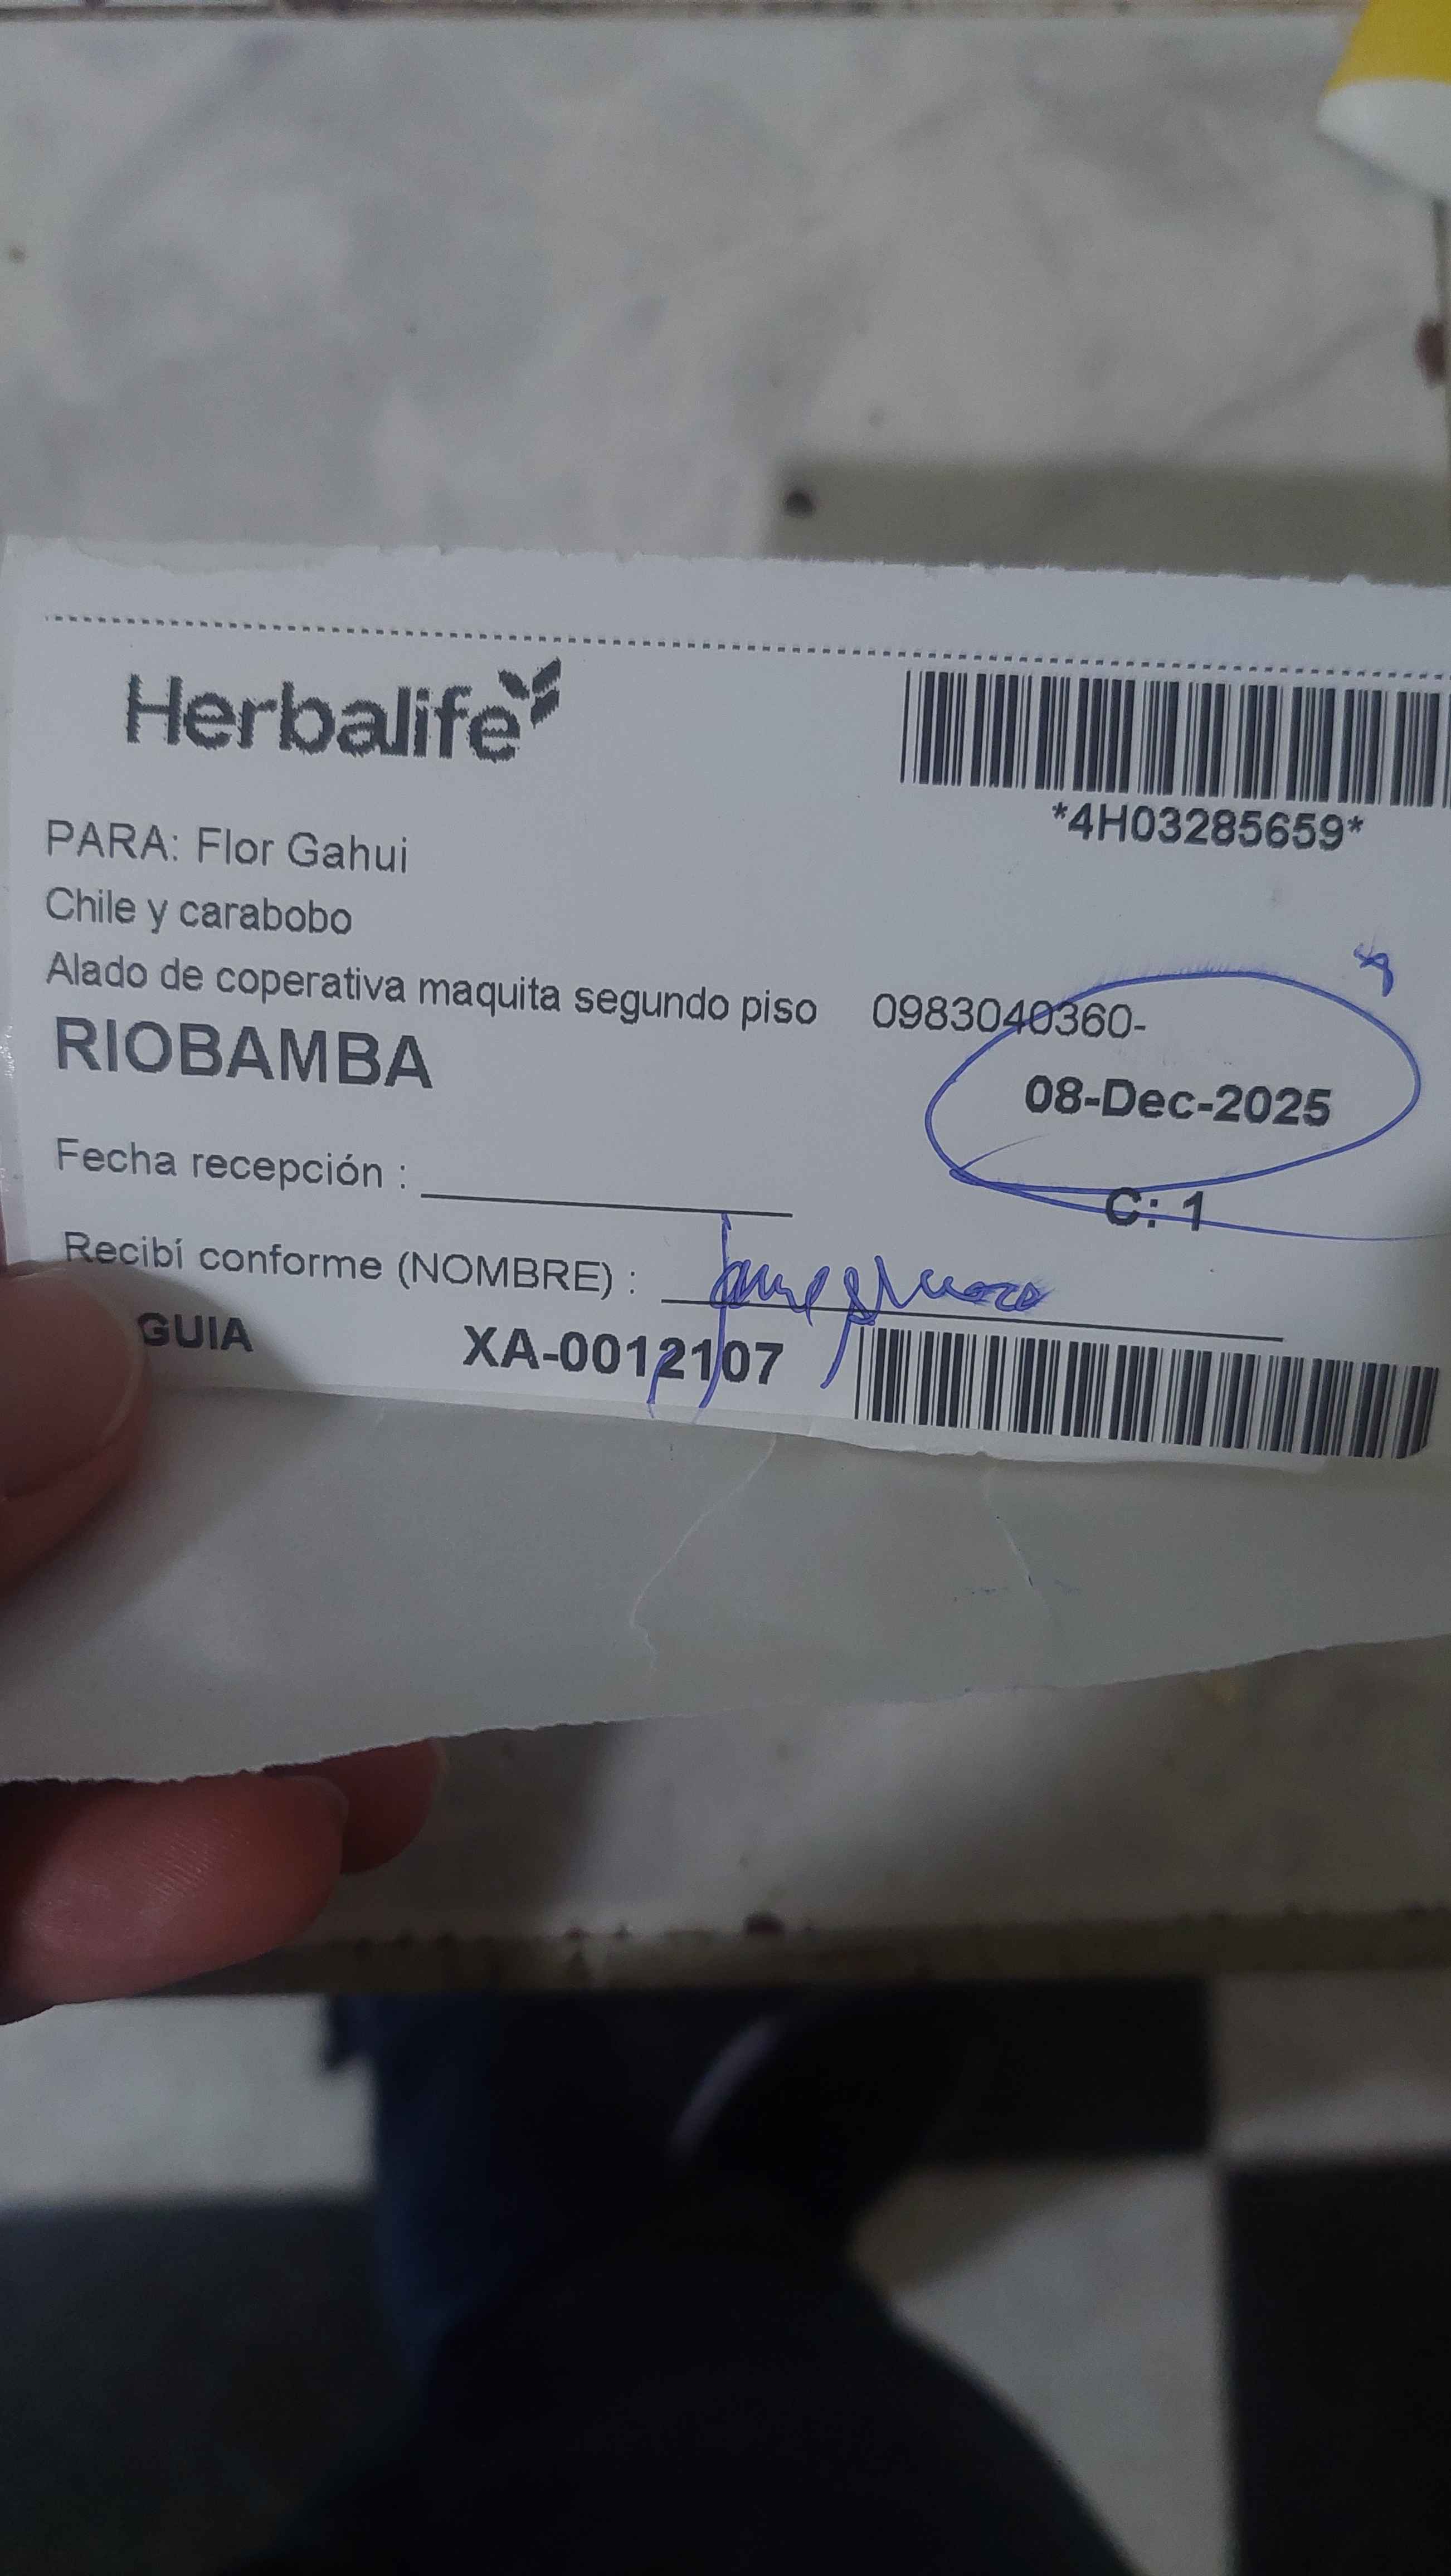 Herbalife
*4H03285659*
PARA: Flor Gahui
Chile y carabobo
Alado de coperativa maquita segundo piso 0983040360-
RIOBAMBA
08-Dec-2025
Fecha recepción :
C: 1
Recibí conforme (NOMBRE) :
GUIA XA-0012107